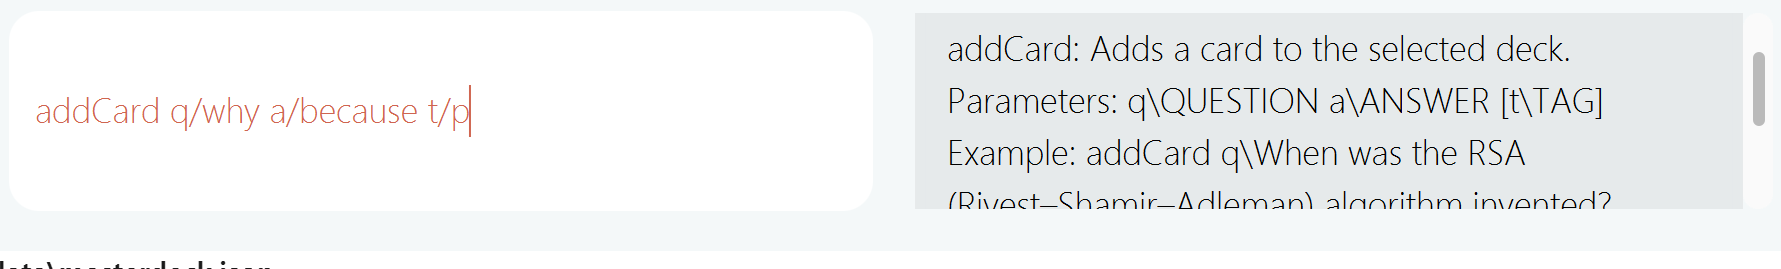 addCard q/why a/because t/p
addCard: Adds a card to the selected deck.
Parameters: q\QUESTION a\ANSWER [t\TAG]
Example: addCard q\When was the RSA
(Rivest–Shamir–Adleman) algorithm invented?